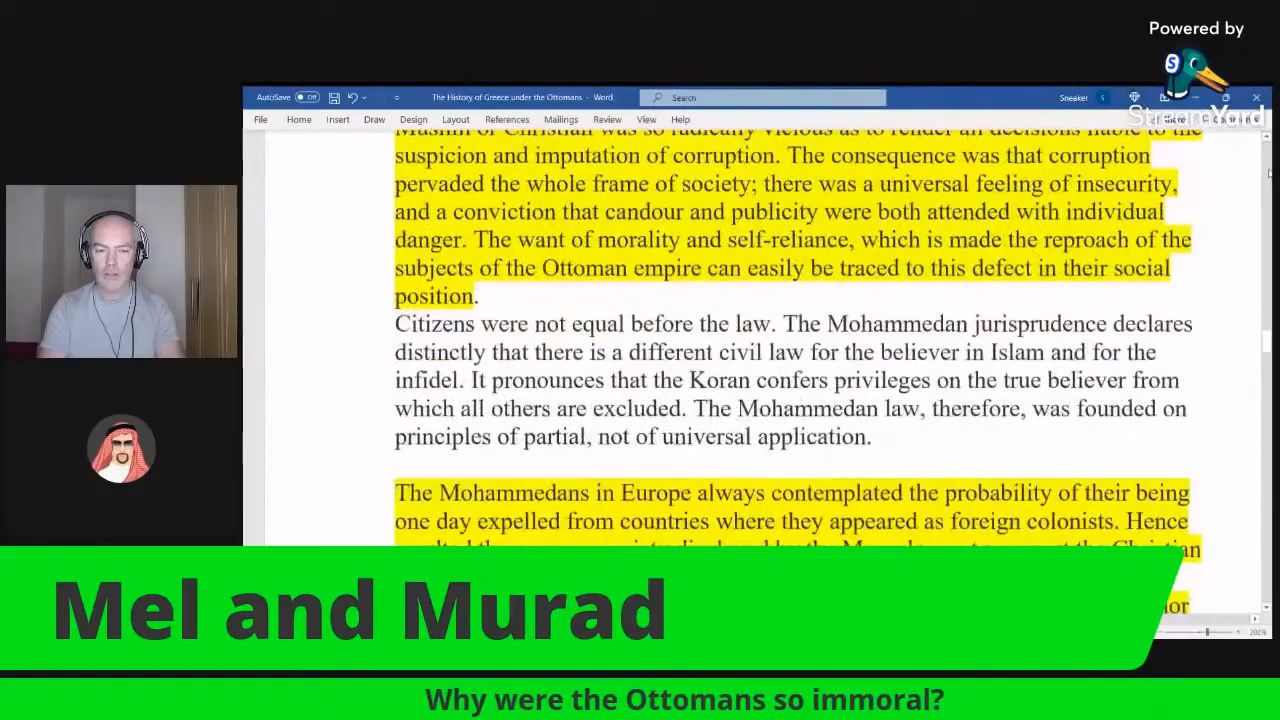 Powered by
StreamYard
AutoSave Off
The History of Greece under the Ottomans - Word
Search
Sneaker
S
File Home Insert Draw Design Layout References Mailings Review View Help
suspicion and imputation of corruption. The consequence was that corruption
pervaded the whole frame of society; there was a universal feeling of insecurity,
and a conviction that candour and publicity were both attended with individual
danger. The want of morality and self-reliance, which is made the reproach of the
subjects of the Ottoman empire can easily be traced to this defect in their social
position.
Citizens were not equal before the law. The Mohammedan jurisprudence declares
distinctly that there is a different civil law for the believer in Islam and for the
infidel. It pronounces that the Koran confers privileges on the true believer from
which all others are excluded. The Mohammedan law, therefore, was founded on
principles of partial, not of universal application.
The Mohammedans in Europe always contemplated the probability of their being
one day expelled from countries where they appeared as foreign colonists. Hence
202%
Mel and Murad
Why were the Ottomans so immoral?